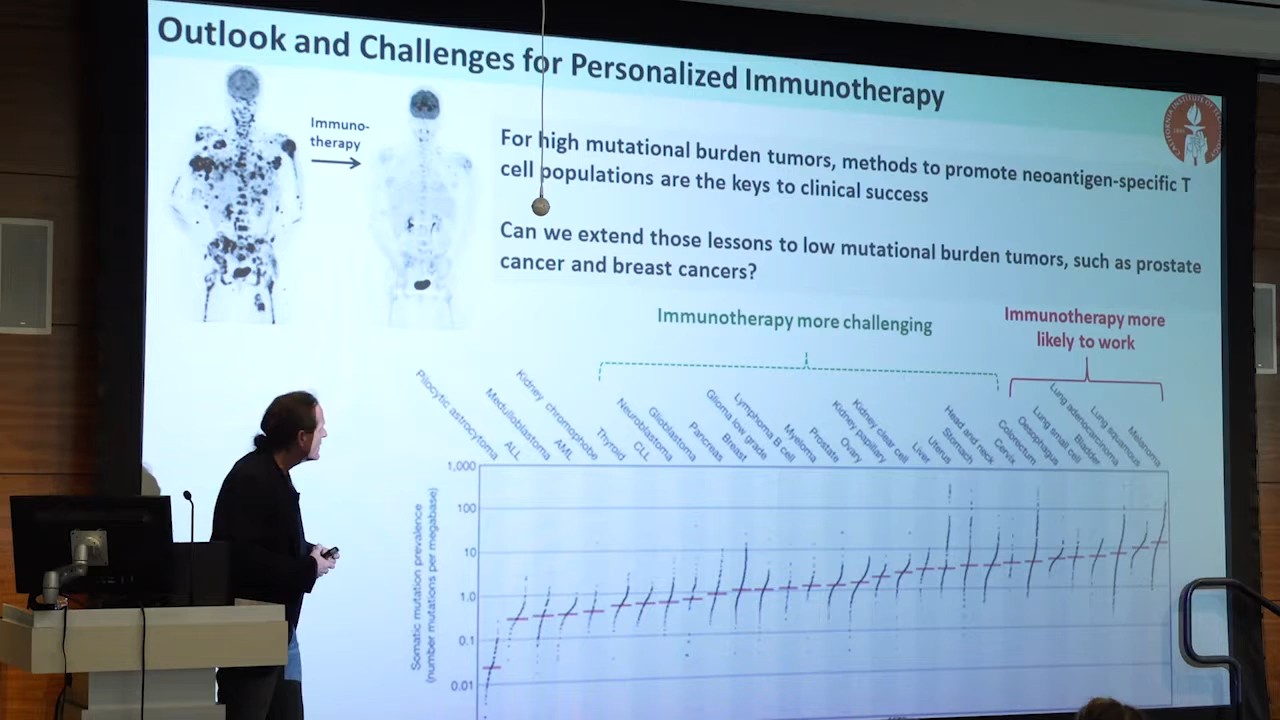 Outlook and Challenges for Personalized Immunotherapy
Immuno-
therapy
For high mutational burden tumors, methods to promote neoantigen-specific T
cell populations are the keys to clinical success
Can we extend those lessons to low mutational burden tumors, such as prostate
cancer and breast cancers?
Immunotherapy more challenging
Immunotherapy more
likely to work
Pilocytic astrocytoma
ALL
Medulloblastoma
AML
Kidney chromophobe
Thyroid
CLL
Neuroblastoma
Glioblastoma
Pancreas
Breast
Glioma low grade
Lymphoma B cell
Myeloma
Prostate
Ovary
Kidney papillary
Kidney clear cell
Liver
Uterus
Stomach
Head and neck
Cervix
Colorectum
Oesophagus
Lung small cell
Bladder
Lung adenocarcinoma
Lung squamous
Melanoma
Somatic mutation prevalence
(number mutations per megabase)
1,000
100
10
1.0
0.1
0.01